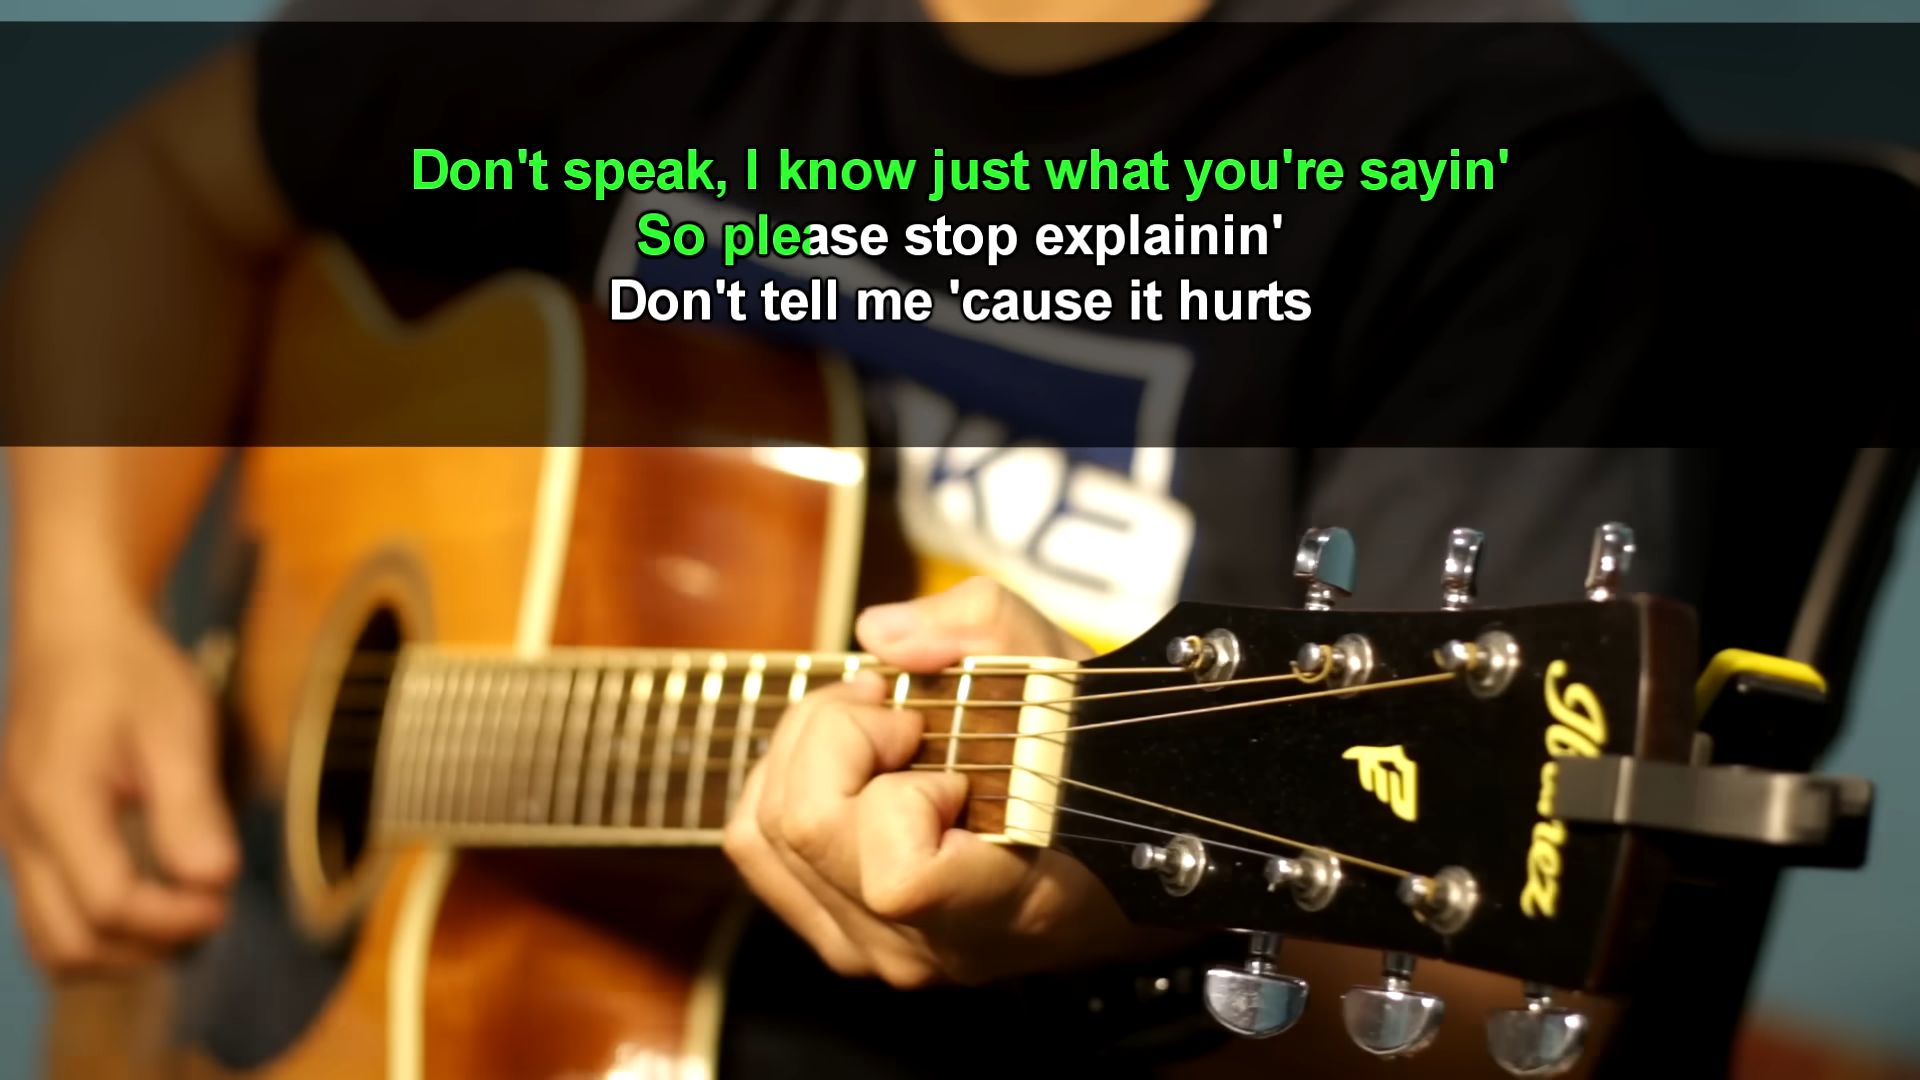 Don't speak, I know just what you're sayin'
So please stop explainin'
Don't tell me 'cause it hurts